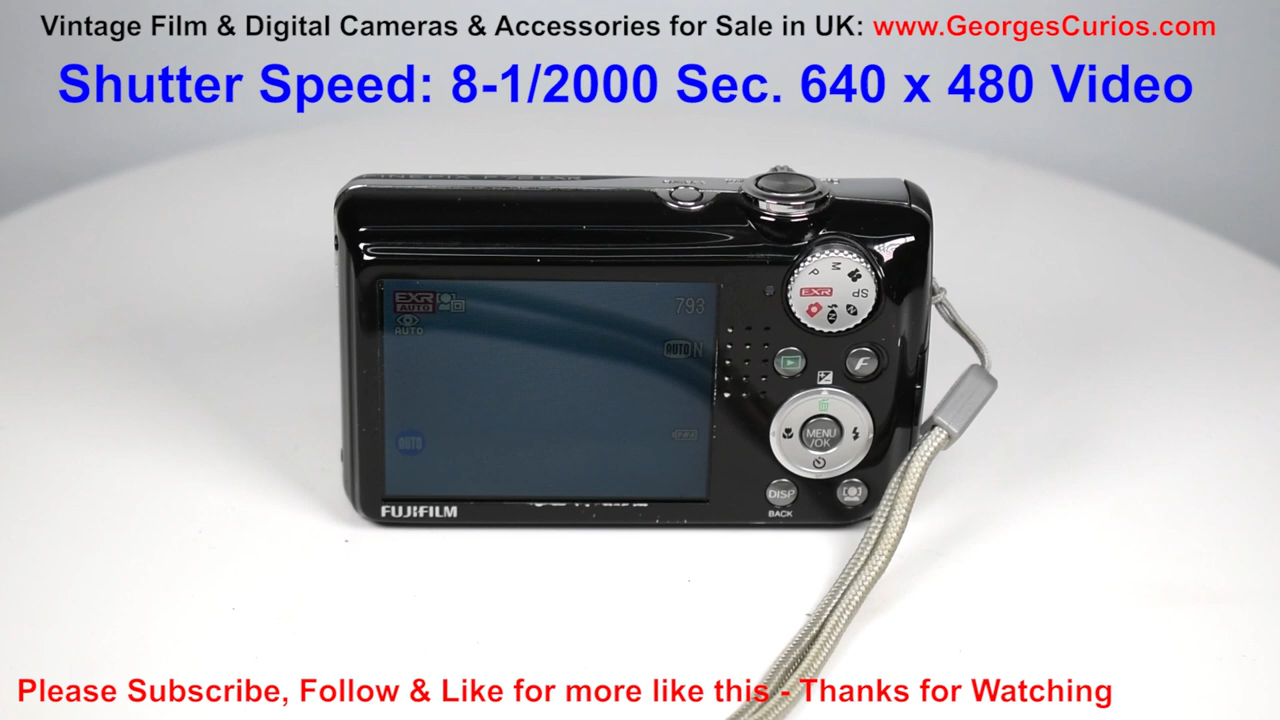 Vintage Film & Digital Cameras & Accessories for Sale in UK: www.GeorgesCurios.com
Shutter Speed: 8-1/2000 Sec. 640 x 480 Video
EXR
AUTO
AUTO
793
AUTO N
AUTO
FUJIFILM
M
P
SP
EXR
N
F
MENU
/OK
DISP
BACK
Please Subscribe, Follow & Like for more like this - Thanks for Watching